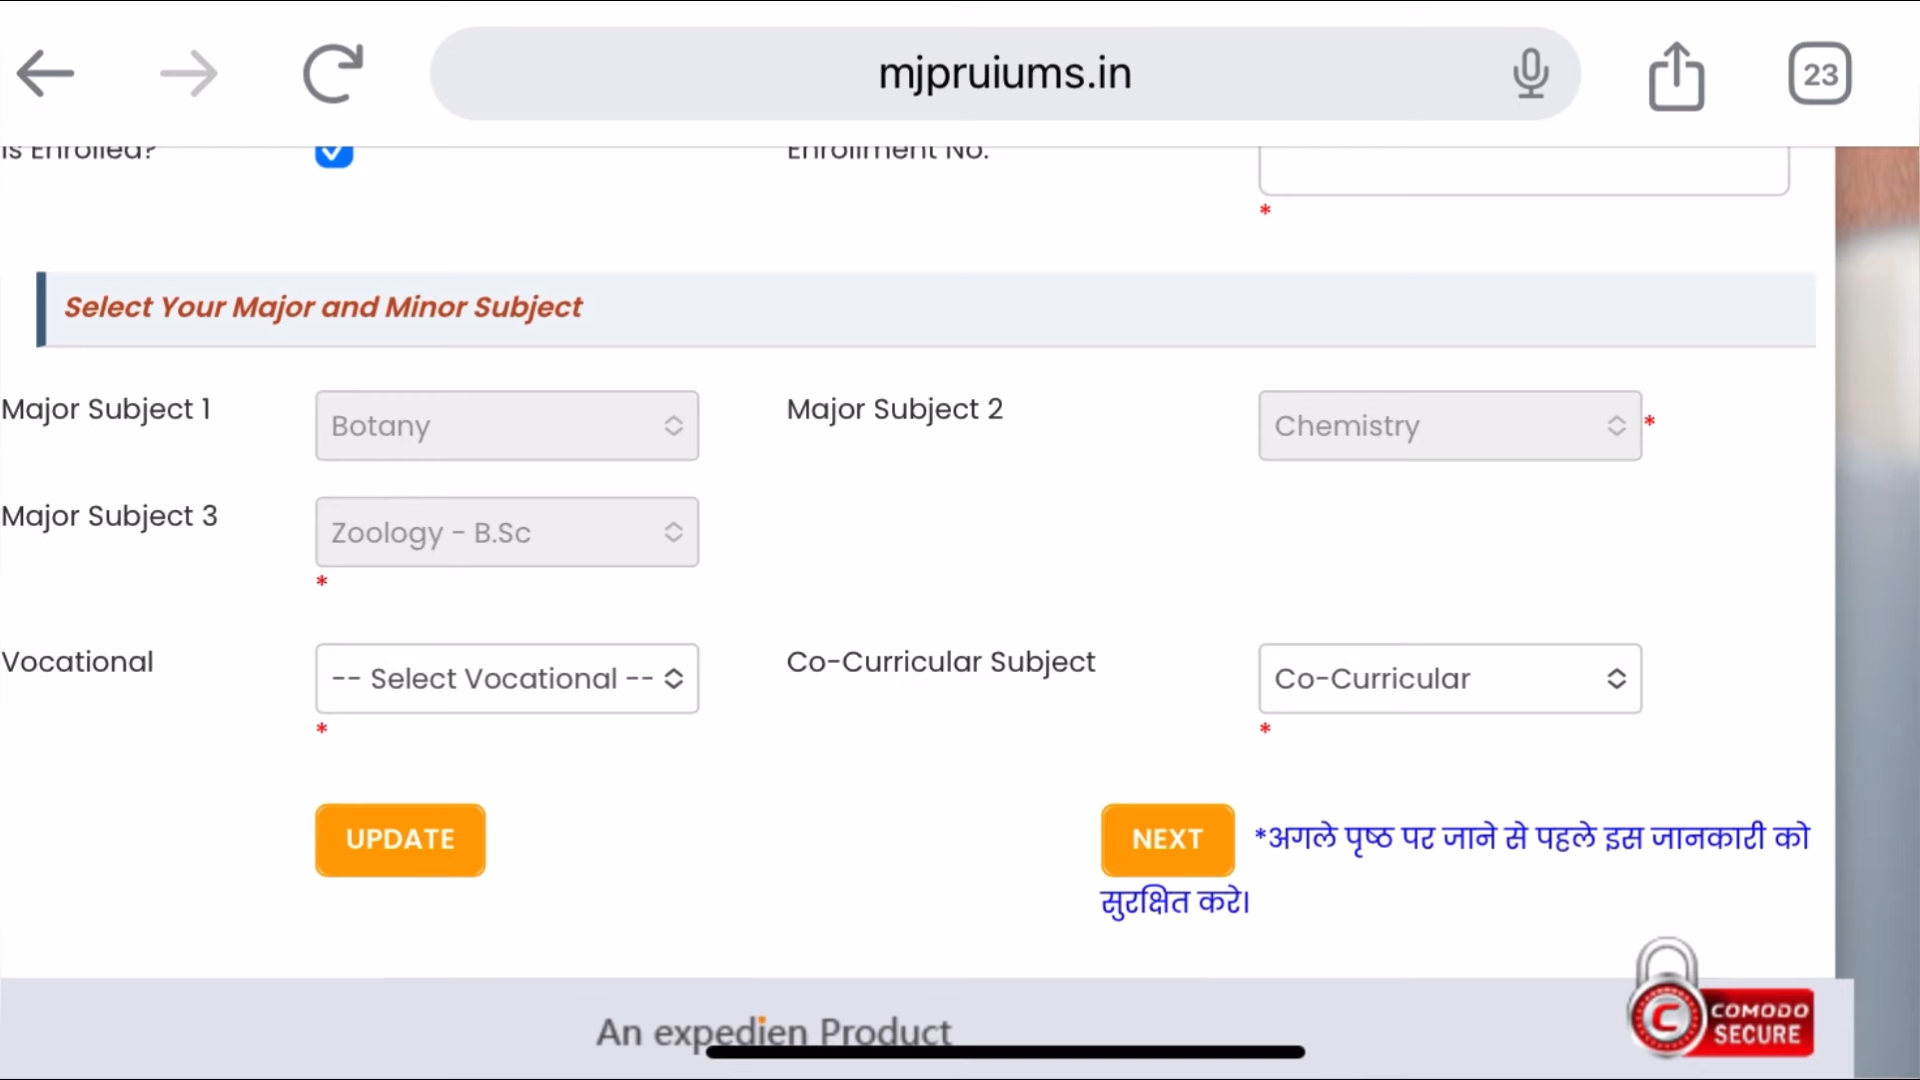 mjpruiums.in
23
Is Enrolled? Enrollment No.
*
Select Your Major and Minor Subject
Major Subject 1 Botany Major Subject 2 Chemistry *
Major Subject 3 Zoology - B.Sc
*
Vocational -- Select Vocational -- Co-Curricular Subject Co-Curricular
* *
UPDATE NEXT *अगले पृष्ठ पर जाने से पहले इस जानकारी को
सुरक्षित करे।
An expedien Product
C COMODO
SECURE